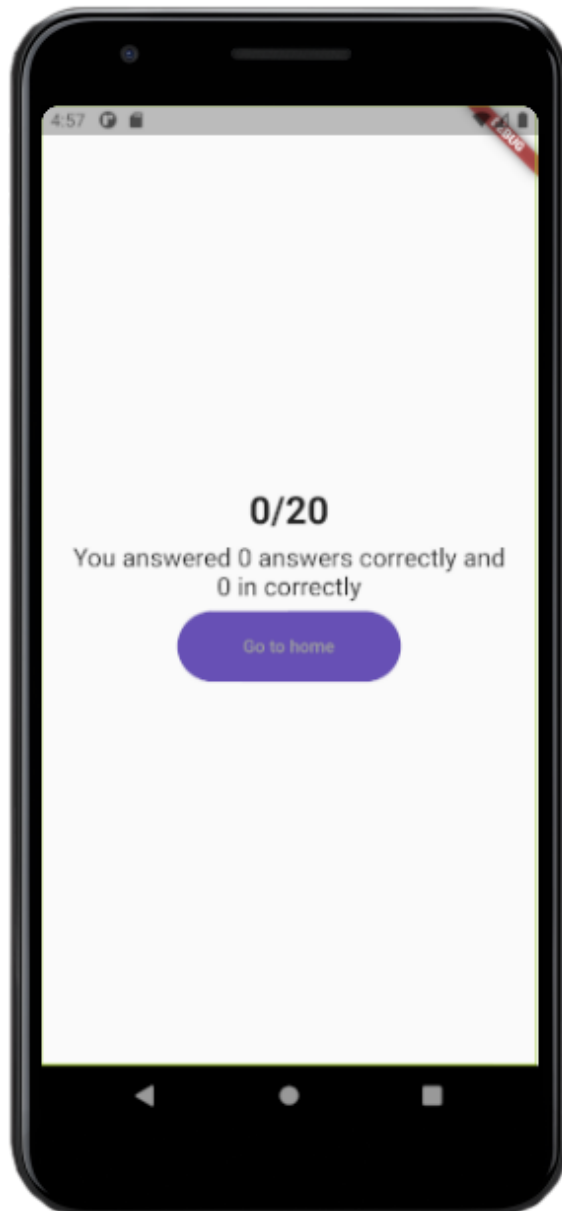 4:57
DEBUG
0/20
You answered 0 answers correctly and
0 in correctly
Go to home